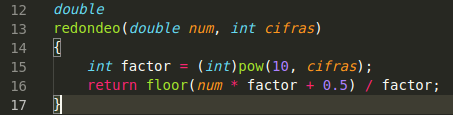 12 double
13 redondeo(double num, int cifras)
14 {
15 int factor = (int)pow(10, cifras);
16 return floor(num * factor + 0.5) / factor;
17 }